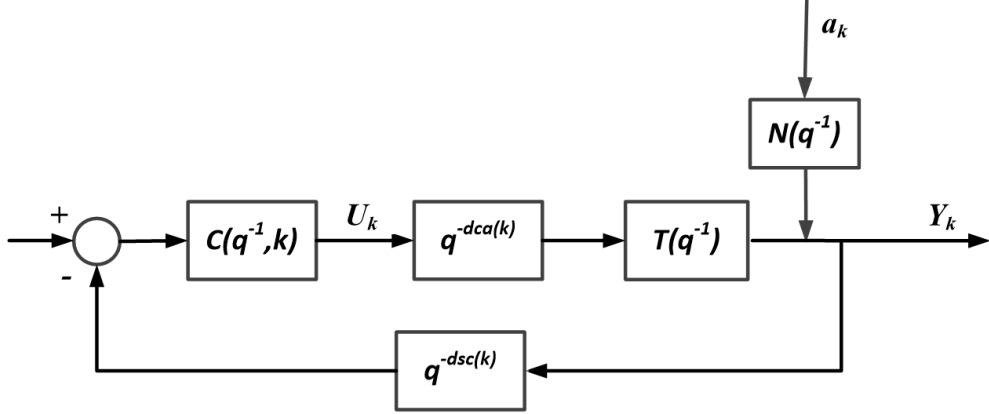 a_k
N(q^-1)
+
C(q^-1,k)
U_k
q^-dca(k)
T(q^-1)
Y_k
-
q^-dsc(k)